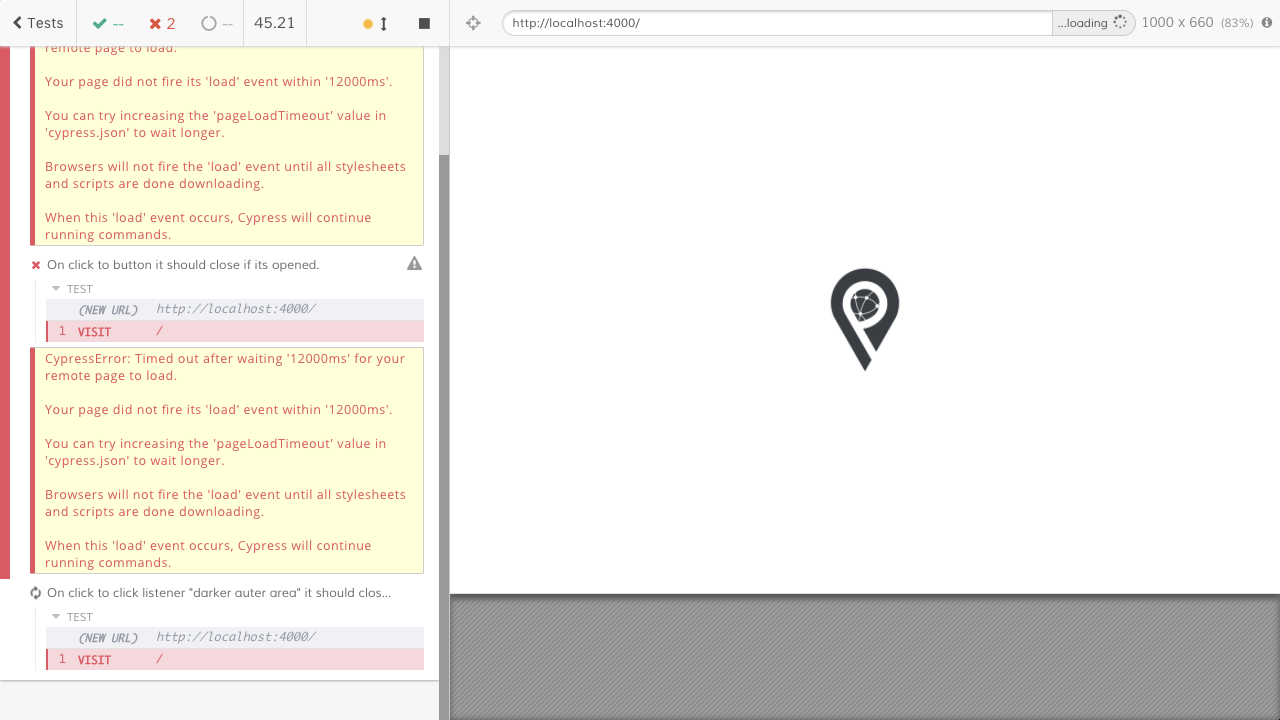 Tests
--
2
--
45.21
http://localhost:4000/
...loading
1000 x 660 (83%)
remote page to load.
Your page did not fire its 'load' event within '12000ms'.
You can try increasing the 'pageLoadTimeout' value in
'cypress.json' to wait longer.
Browsers will not fire the 'load' event until all stylesheets
and scripts are done downloading.
When this 'load' event occurs, Cypress will continue
running commands.
On click to button it should close if its opened.
TEST
(NEW URL) http://localhost:4000/
1 VISIT /
CypressError: Timed out after waiting '12000ms' for your
remote page to load.
Your page did not fire its 'load' event within '12000ms'.
You can try increasing the 'pageLoadTimeout' value in
'cypress.json' to wait longer.
Browsers will not fire the 'load' event until all stylesheets
and scripts are done downloading.
When this 'load' event occurs, Cypress will continue
running commands.
On click to click listener "darker auter area" it should clos...
TEST
(NEW URL) http://localhost:4000/
1 VISIT /